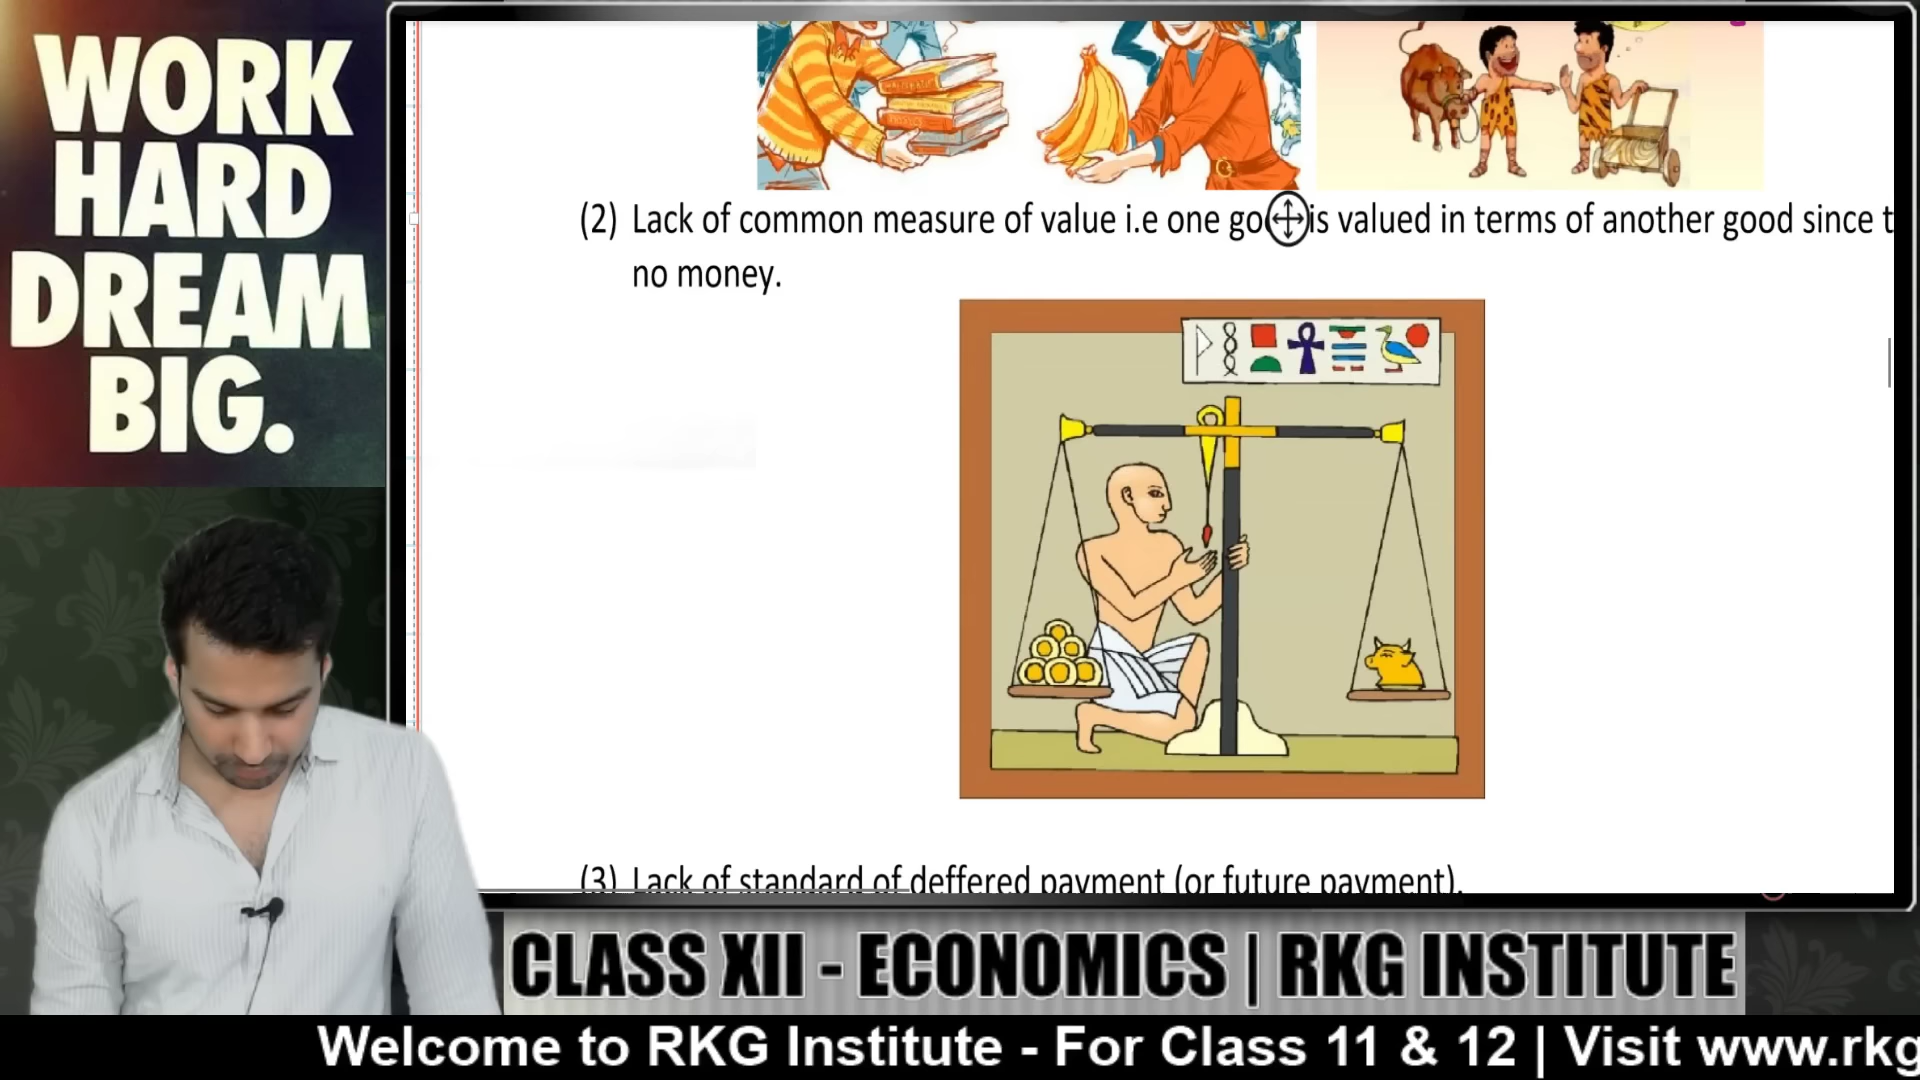 WORK
HARD
DREAM
BIG.
(2) Lack of common measure of value i.e one is valued in terms of another good since
no money.
(3) Lack of standard of deffered payment (or future payment).
CLASS XII - ECONOMICS | RKG INSTITUTE
Welcome to RKG Institute - For Class 11 & 12 | Visit www.rkg